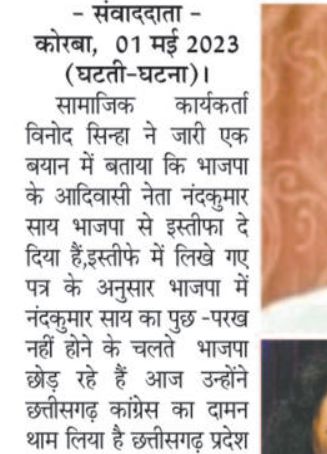 – संवाददाता –
कोरबा, 01 मई 2023
(घटती-घटना)।
सामाजिक कार्यकर्ता
विनोद सिन्हा ने जारी एक
बयान में बताया कि भाजपा
के आदिवासी नेता नंदकुमार
साय भाजपा से इस्तीफा दे
दिया हैं,इस्तीफे में लिखे गए
पत्र के अनुसार भाजपा में
नंदकुमार साय का पुछ -परख
नहीं होने के चलते भाजपा
छोड़ रहे हैं आज उन्होंने
छत्तीसगढ़ कांग्रेस का दामन
थाम लिया है छत्तीसगढ़ प्रदेश